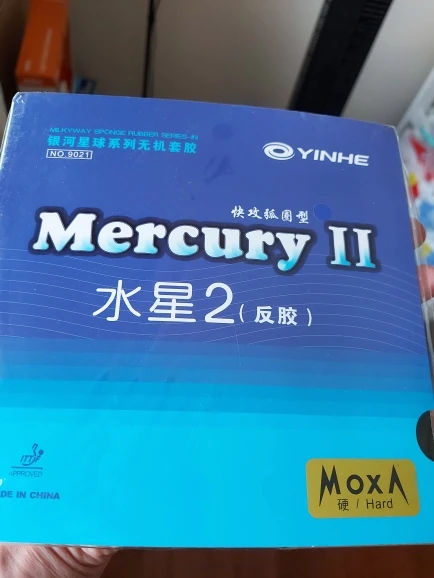 MILKYWAY SPONGE RUBBER SERIES-IN
银河星球系列无机套胶
NO.9021
YINHE
快攻弧圈型
Mercury II
水星2(反胶)
ITTF
APPROVED
DE IN CHINA
MOXA
硬 / Hard